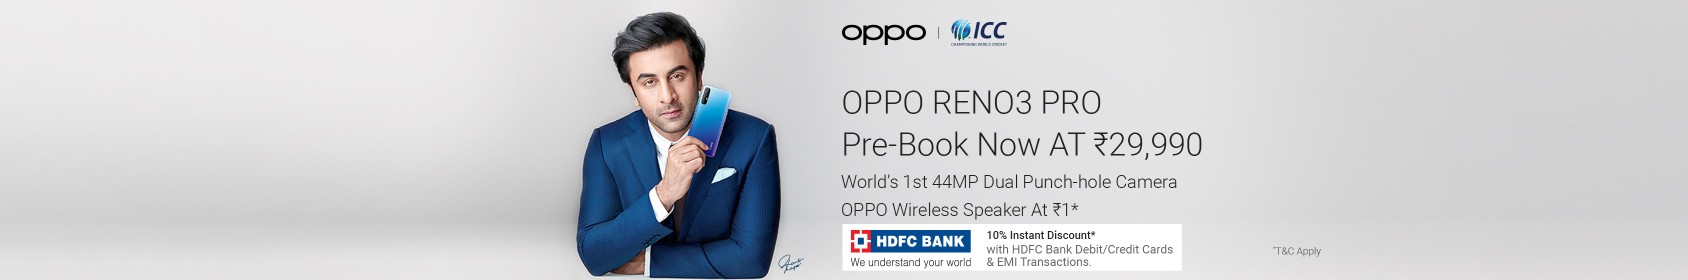 oppo | ICC
CHAMPIONING WORLD CRICKET
OPPO RENO3 PRO
Pre-Book Now AT ₹29,990
World's 1st 44MP Dual Punch-hole Camera
OPPO Wireless Speaker At ₹1*
HDFC BANK
We understand your world
10% Instant Discount*
with HDFC Bank Debit/Credit Cards
& EMI Transactions.
*T&C Apply